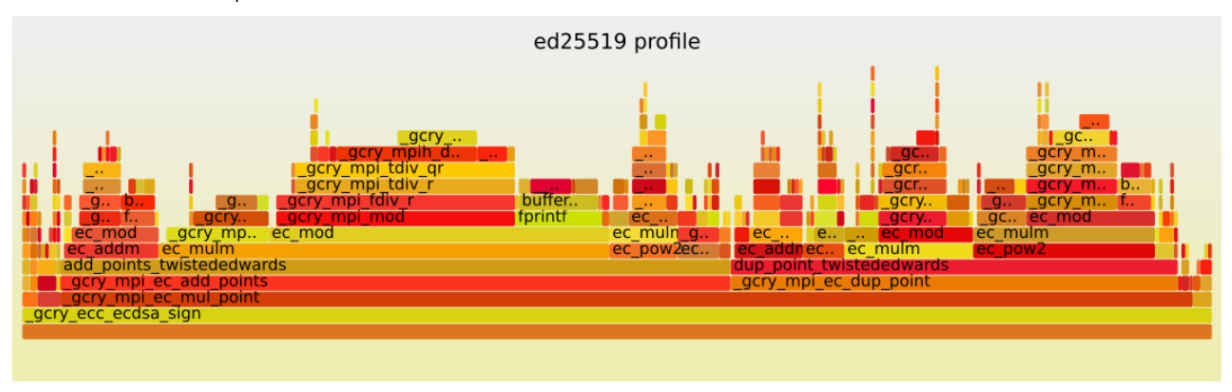 ed25519 profile
_gcry_..
_gc..
_gcry_mpih_d.. _.. _.. _gc.. _gcry_m..
_.. _gcry_mpi_tdiv_qr _.. _gcr.. _gcry_m..
_.. _gcry_mpi_tdiv_r _.. _.. _gcr.. _.. _gcry_m..
_g.. b.. _g.. _gcry_mpi_fdiv_r buffer.. _.. _gcry.. _g.. _gcry_m.. b..
_g.. f.. _gcry.. _gcry_mpi_mod fprintf ec_.. _gcry.. _gc.. ec_mod f..
ec_mod _gcry_mp.. ec_mod ec_muln _g.. ec_.. e.. _.. ec_mod ec_mulm
ec_addm ec_mulm ec_pow2 ec.. ec_addn ec.. ec_mulm ec_pow2
add_points_twistededwards dup_point_twistededwards
_gcry_mpi_ec_add_points _gcry_mpi_ec_dup_point
_gcry_mpi_ec_mul_point
_gcry_ecc_ecdsa_sign